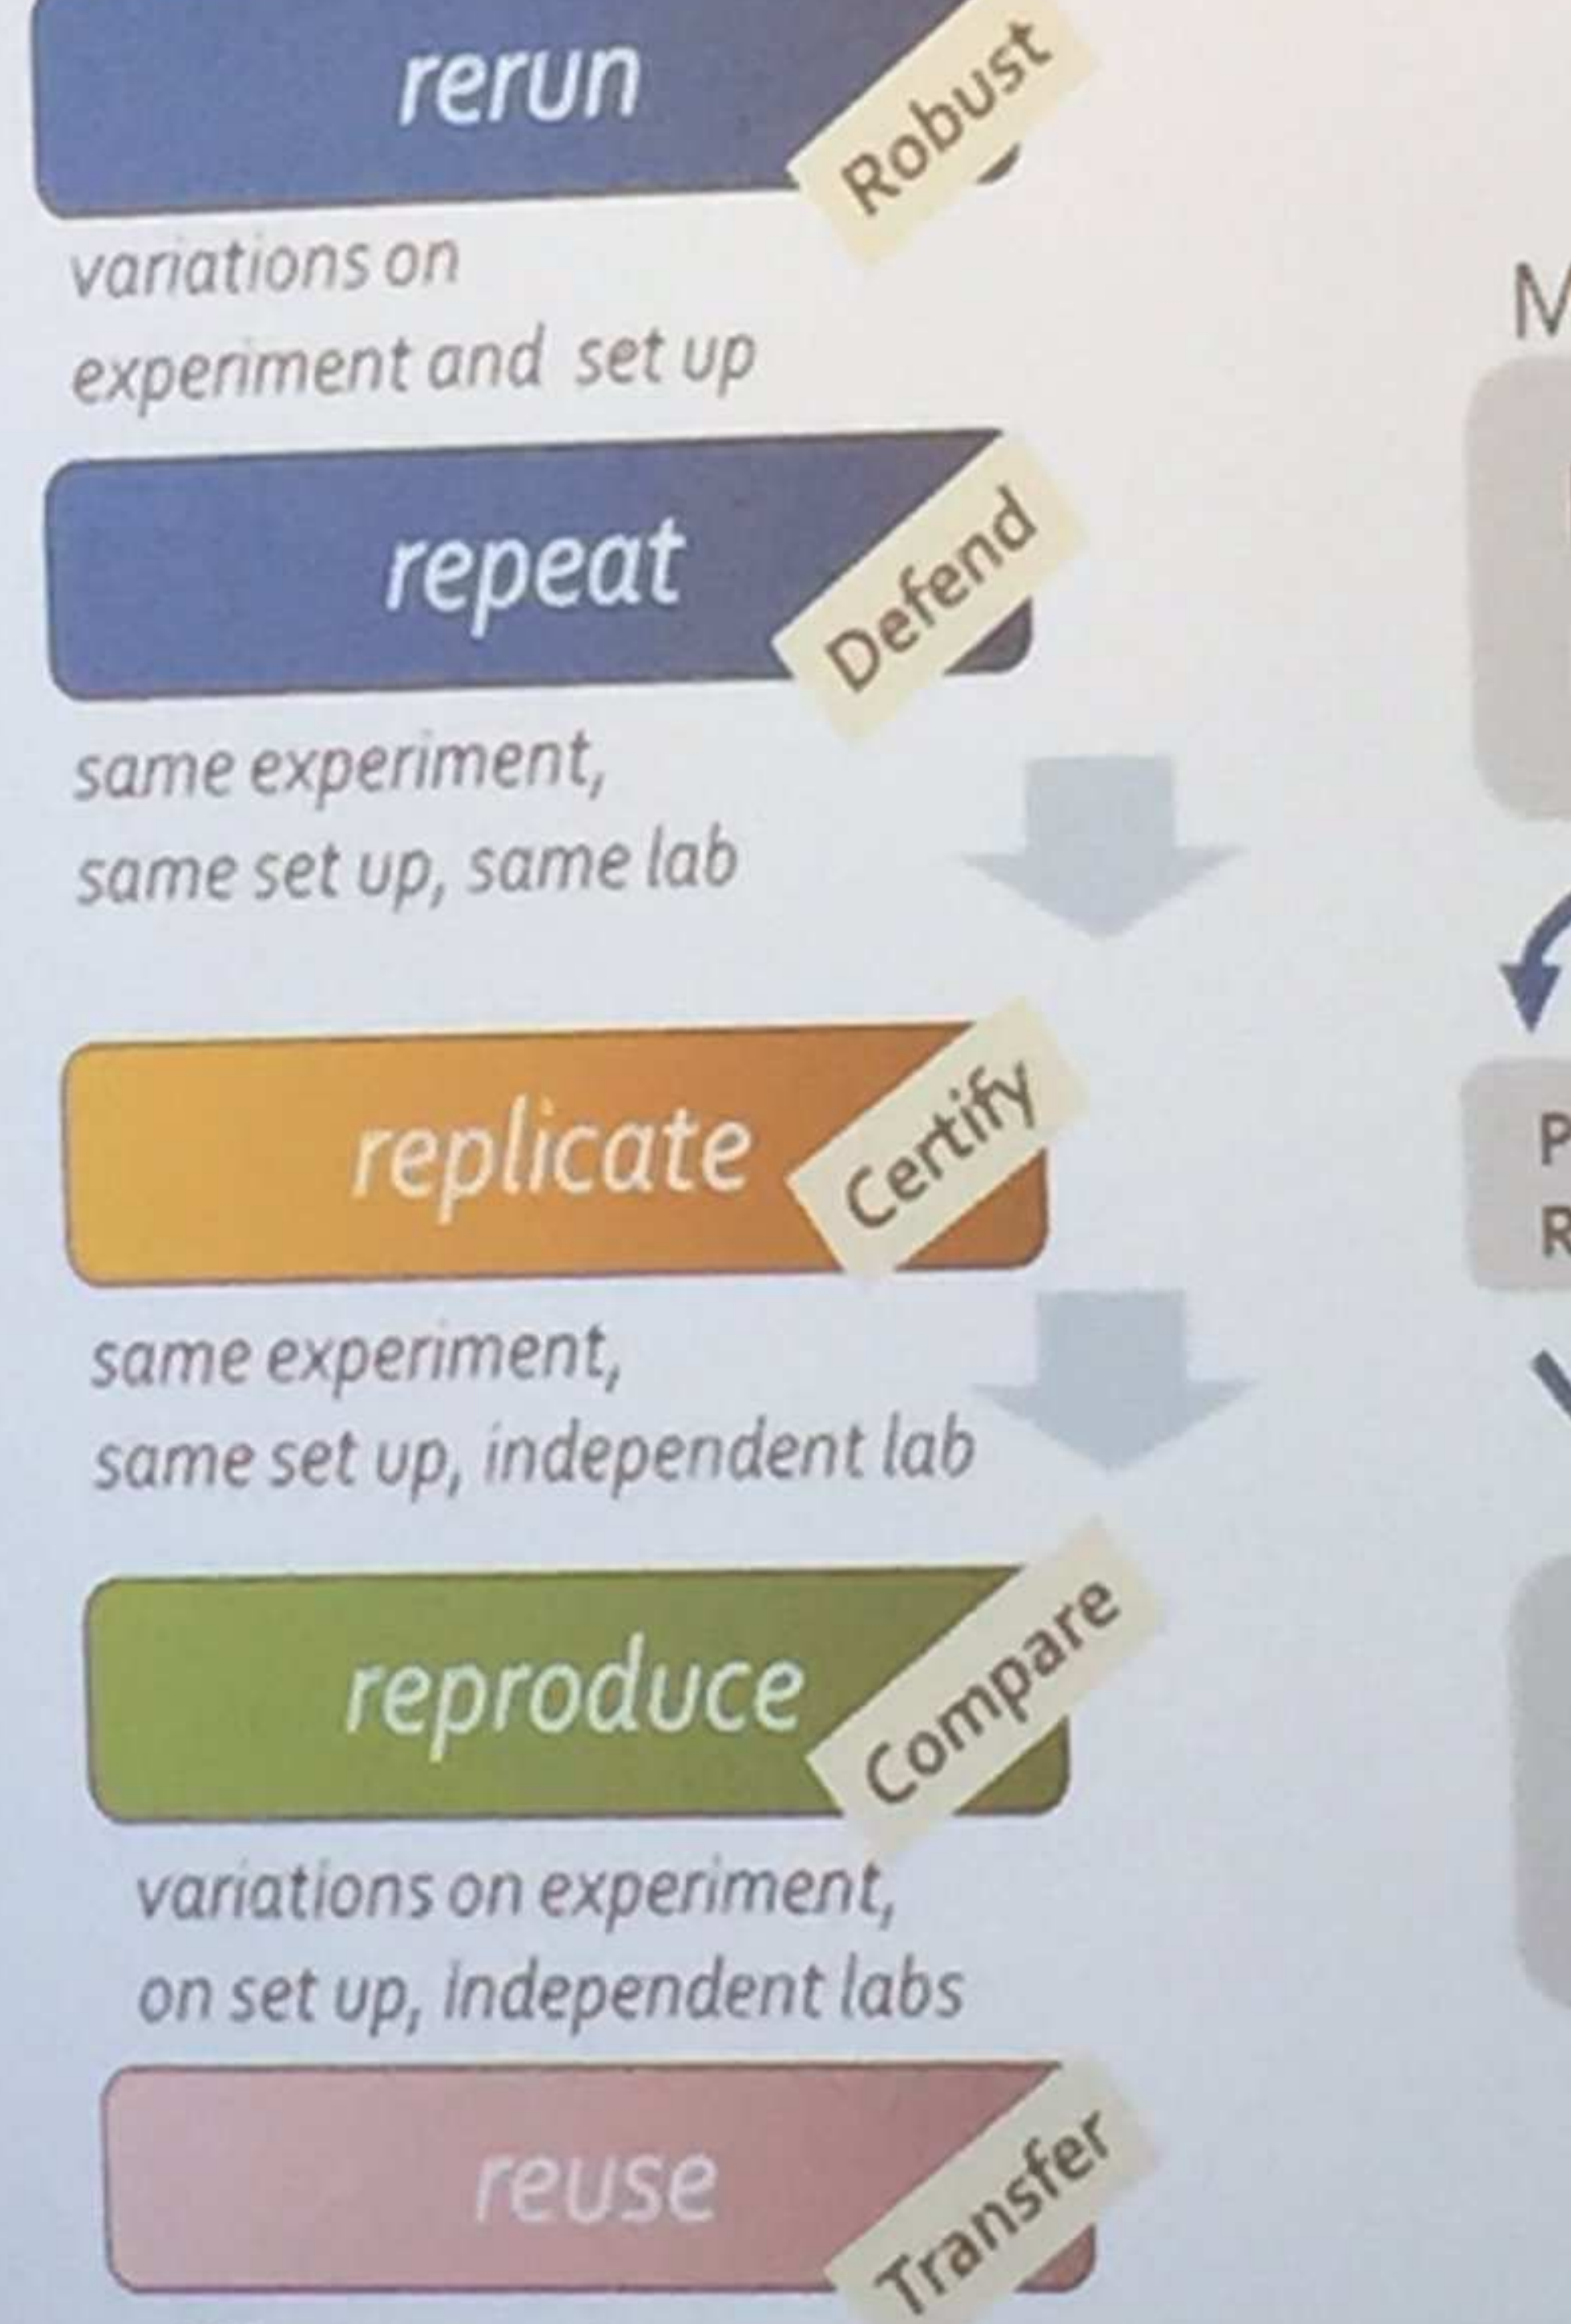 rerun
Robust
variations on
experiment and set up
repeat
Defend
same experiment,
same set up, same lab
replicate
Certify
same experiment,
same set up, independent lab
reproduce
Compare
variations on experiment,
on set up, independent labs
reuse
Transfer
M
P
R